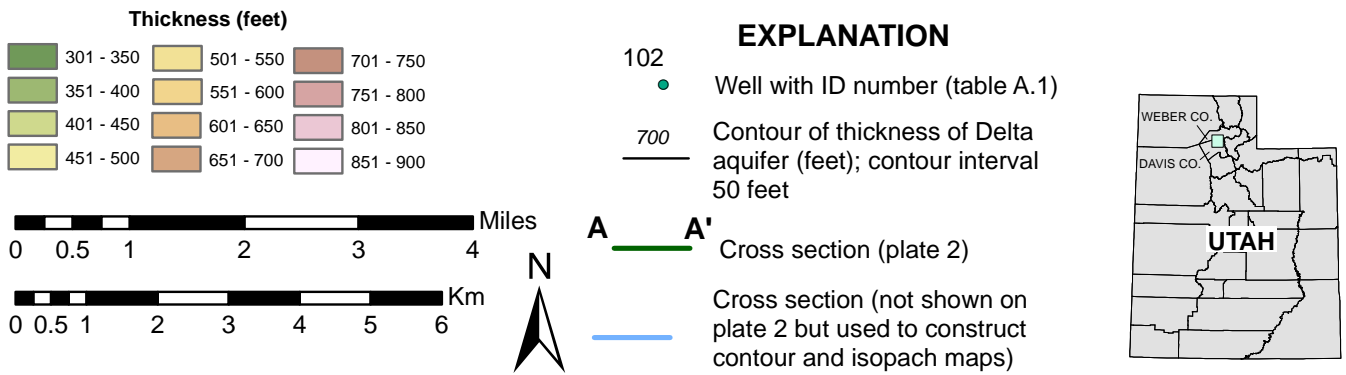 Thickness (feet)
301 - 350
351 - 400
401 - 450
451 - 500
501 - 550
551 - 600
601 - 650
651 - 700
701 - 750
751 - 800
801 - 850
851 - 900
Miles
0 0.5 1 2 3 4
Km
0 0.5 1 2 3 4 5 6
N
EXPLANATION
102
Well with ID number (table A.1)
700
Contour of thickness of Delta
aquifer (feet); contour interval
50 feet
A A'
Cross section (plate 2)
Cross section (not shown on
plate 2 but used to construct
contour and isopach maps)
WEBER CO.
DAVIS CO.
UTAH